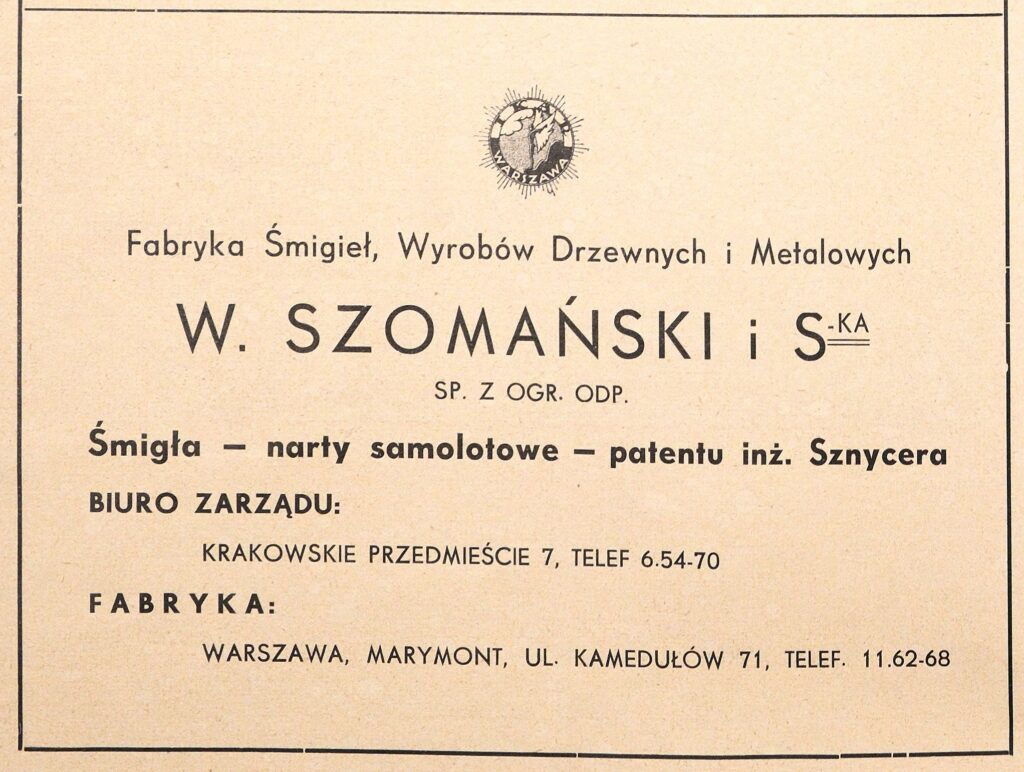 IKAR
WARSZAWA
Fabryka Śmigieł, Wyrobów Drzewnych i Metalowych
W. SZOMAŃSKI i S-KA
SP. Z OGR. ODP.
Śmigła — narty samolotowe — patentu inż. Sznycera
BIURO ZARZĄDU:
KRAKOWSKIE PRZEDMIEŚCIE 7, TELEF 6.54-70
FABRYKA:
WARSZAWA, MARYMONT, UL. KAMEDUŁÓW 71, TELEF. 11.62-68